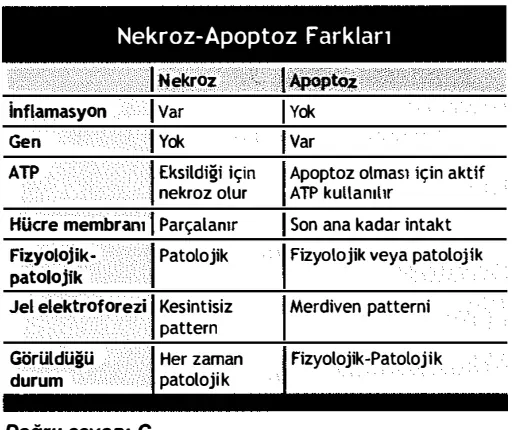 Nekroz-Apoptoz Farkları
Nekroz Apoptoz
İnflamasyon Var Yok
Gen Yok Var
ATP Eksildiği için Apoptoz olması için aktif
nekroz olur ATP kullanılır
Hücre membranı Parçalanır Son ana kadar intakt
Fizyolojik- Patolojik Fizyolojik veya patolojik
patolojik
Jel elektroforezi Kesintisiz Merdiven patterni
pattern
Görüldüğü Her zaman Fizyolojik-Patolojik
durum patolojik